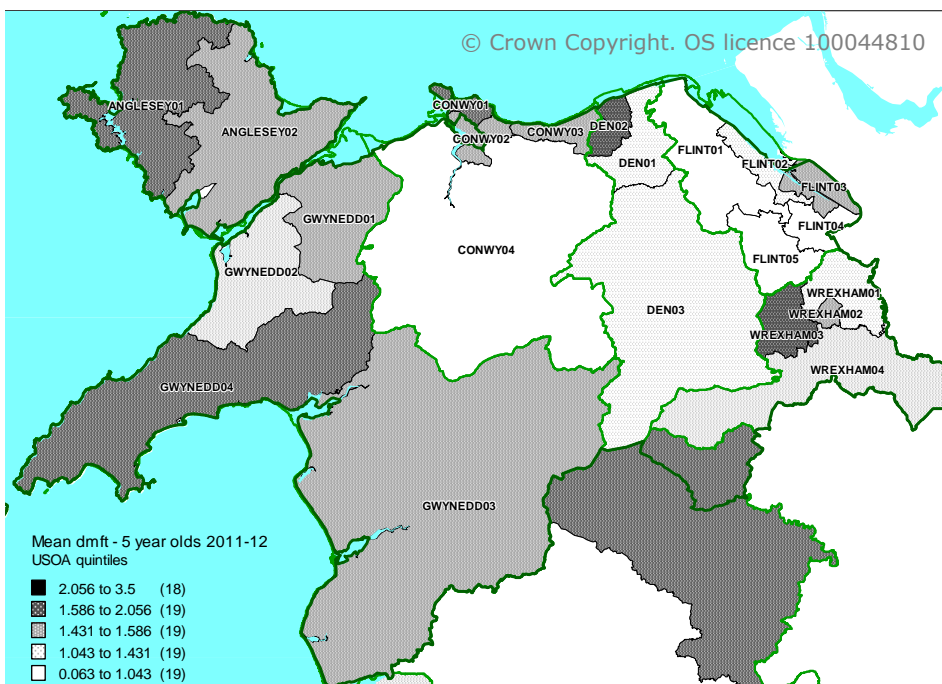 © Crown Copyright. OS licence 100044810
ANGLESEY01
CONWY01
ANGLESEY02
CONWY02
CONWY03
DEN02
DEN01
FLINT01
FLINT02
FLINT03
FLINT04
FLINT05
GWYNEDD01
GWYNEDD02
CONWY04
DEN03
WREXHAM01
WREXHAM02
WREXHAM03
WREXHAM04
GWYNEDD04
GWYNEDD03
Mean dmft - 5 year olds 2011-12
USOA quintiles
2.056 to 3.5 (18)
1.586 to 2.056 (19)
1.431 to 1.586 (19)
1.043 to 1.431 (19)
0.063 to 1.043 (19)